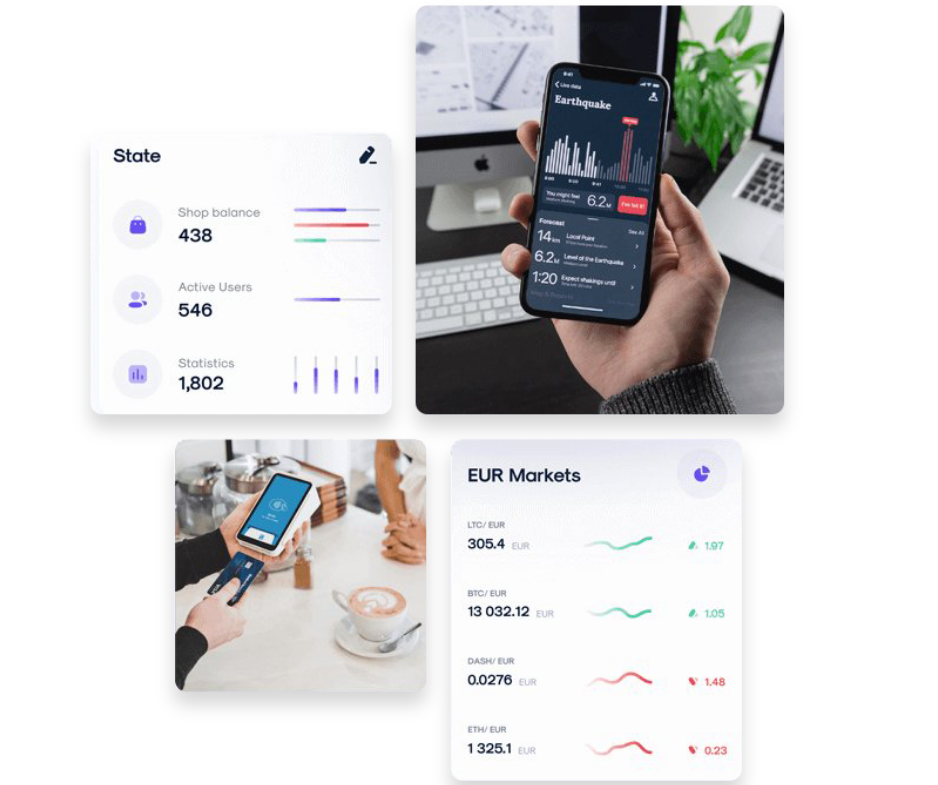 State
Shop balance
438
Active Users
546
Statistics
1,802
9:41
Live data
Earthquake
You might feel
6.2M
Forecast
See All
14km
Local Point
6.2M
Level of the Earthquake
1:20
Expect shakings until
EUR Markets
LTC/ EUR
305.4 EUR
1.97
BTC/ EUR
13 032.12 EUR
1.05
DASH/ EUR
0.0276 EUR
1.48
ETH/ EUR
1 325.1 EUR
0.23